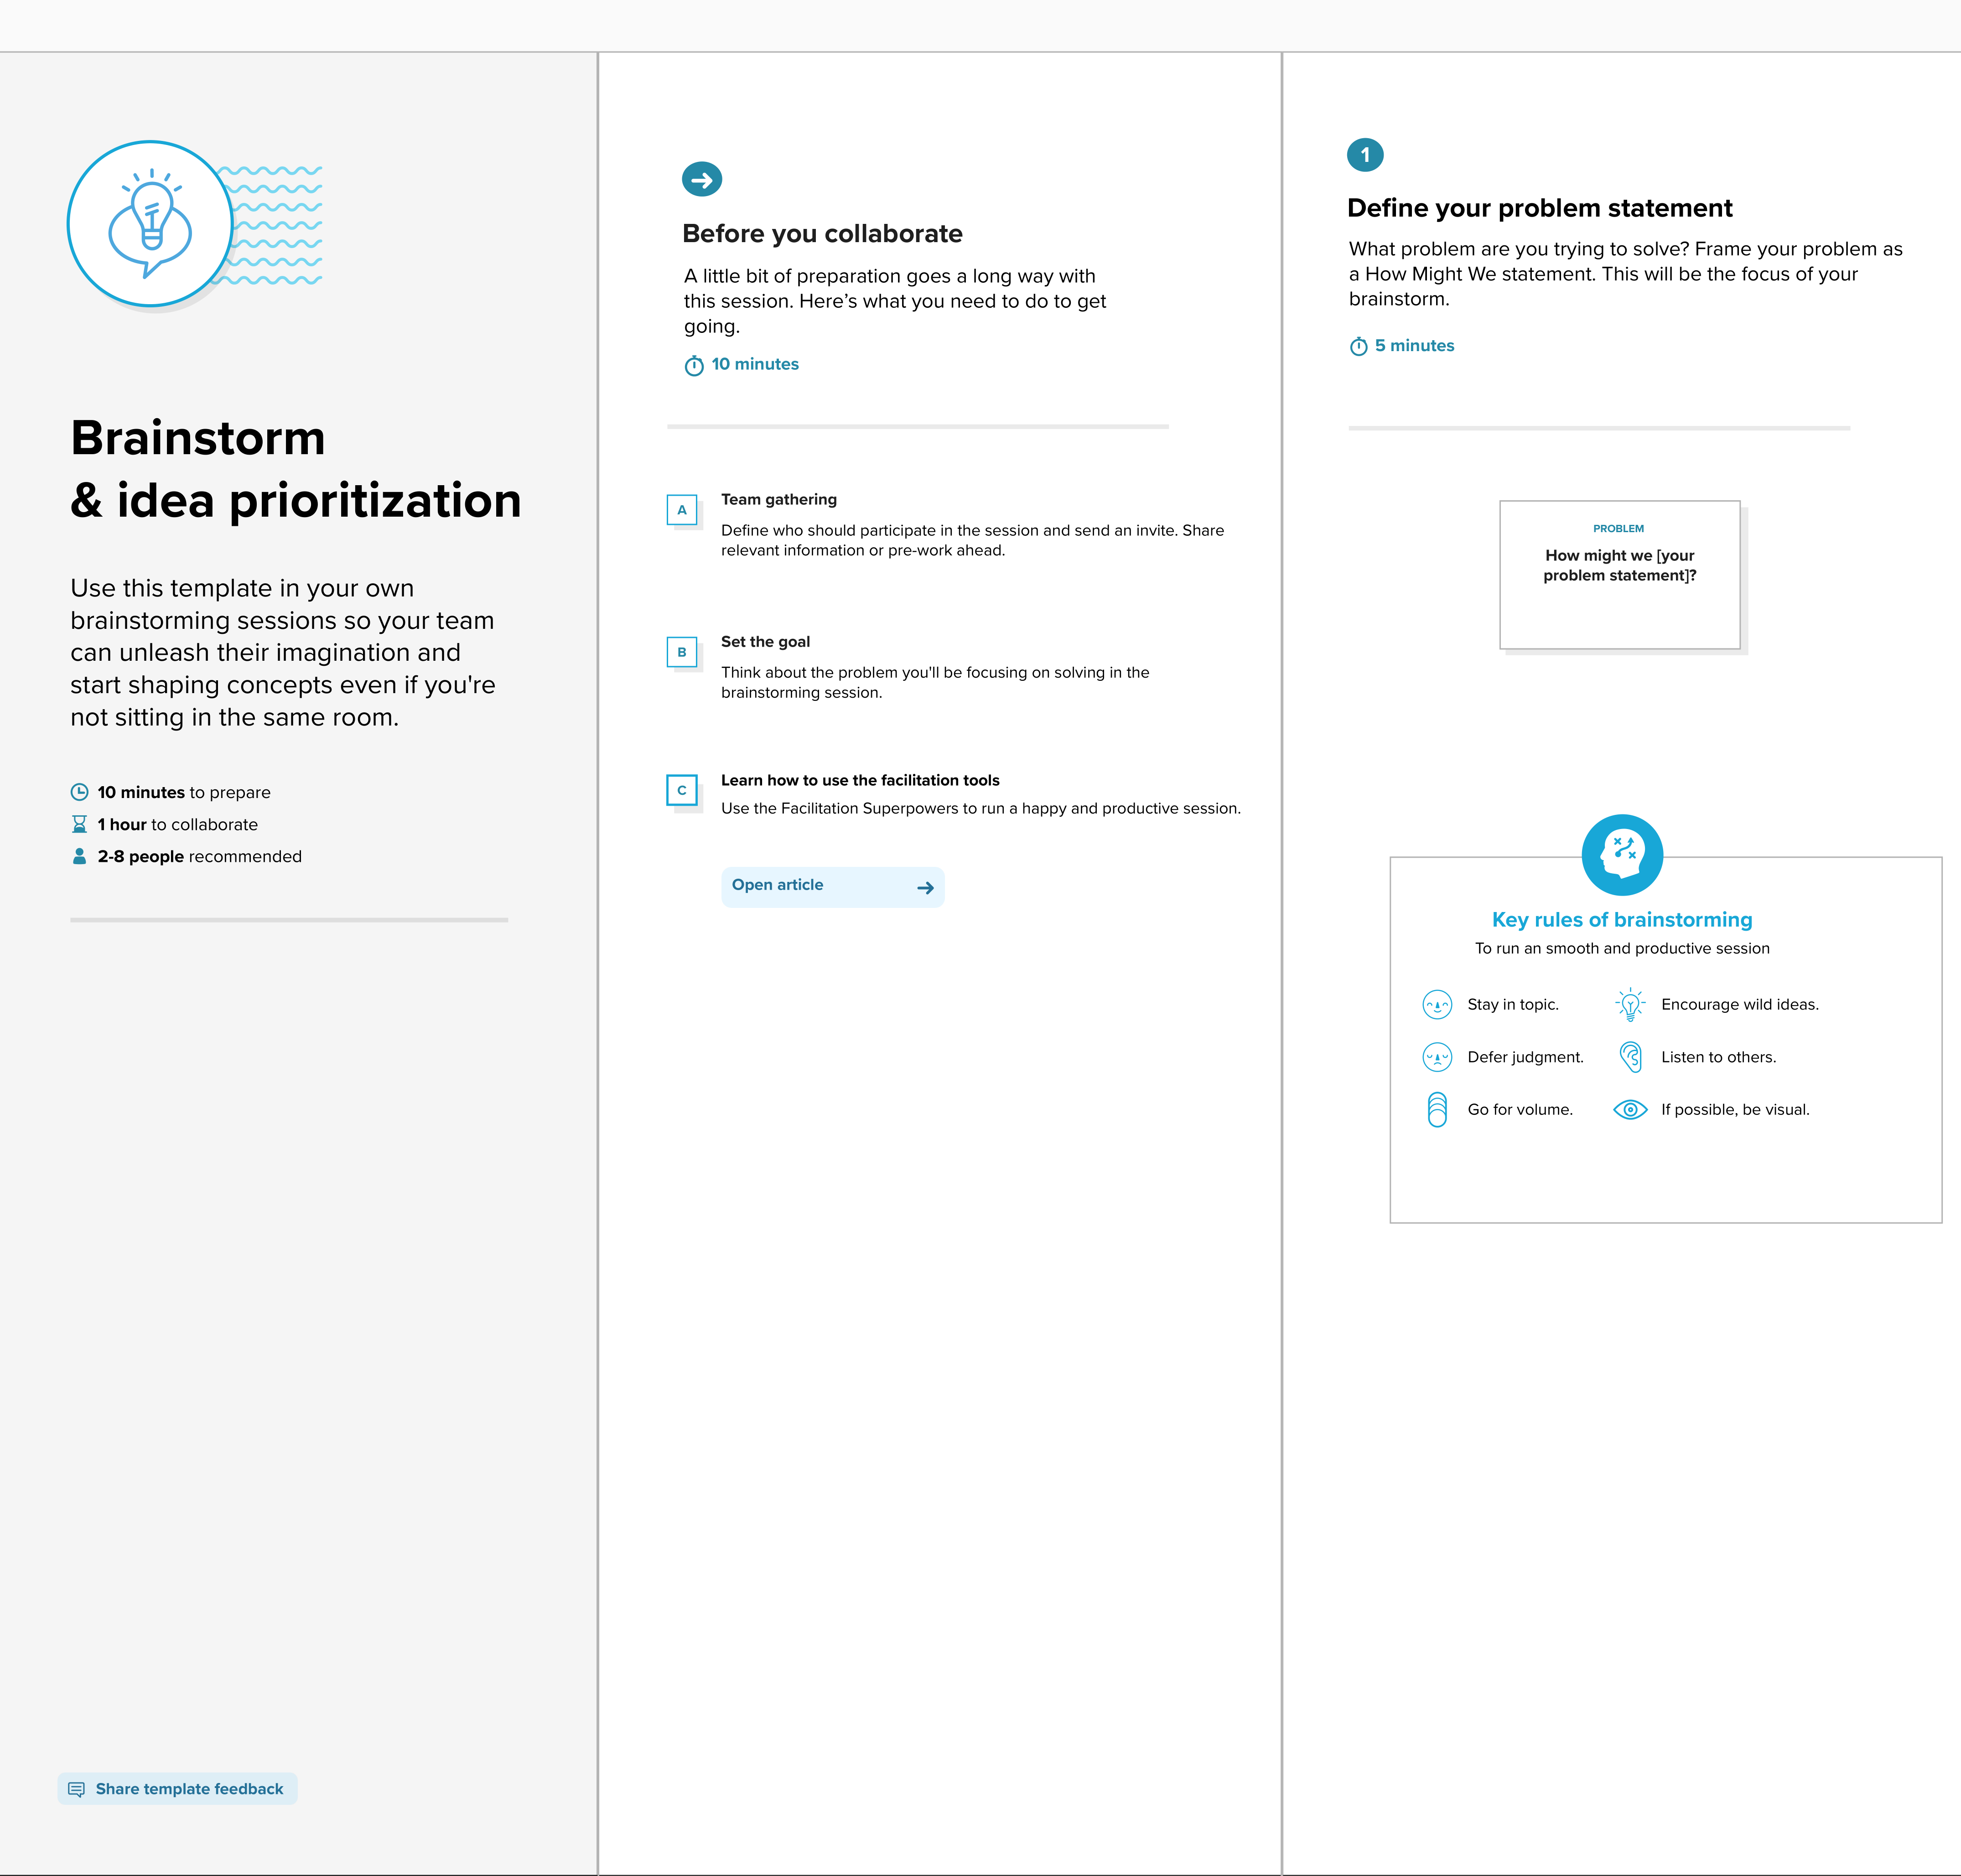 Brainstorm
& idea prioritization
Use this template in your own
brainstorming sessions so your team
can unleash their imagination and
start shaping concepts even if you're
not sitting in the same room.
10 minutes to prepare
1 hour to collaborate
2-8 people recommended
Share template feedback
Before you collaborate
A little bit of preparation goes a long way with
this session. Here’s what you need to do to get
going.
10 minutes
A
Team gathering
Define who should participate in the session and send an invite. Share
relevant information or pre-work ahead.
B
Set the goal
Think about the problem you'll be focusing on solving in the
brainstorming session.
C
Learn how to use the facilitation tools
Use the Facilitation Superpowers to run a happy and productive session.
Open article
1
Define your problem statement
What problem are you trying to solve? Frame your problem as
a How Might We statement. This will be the focus of your
brainstorm.
5 minutes
PROBLEM
How might we [your
problem statement]?
Key rules of brainstorming
To run an smooth and productive session
Stay in topic.
Encourage wild ideas.
Defer judgment.
Listen to others.
Go for volume.
If possible, be visual.